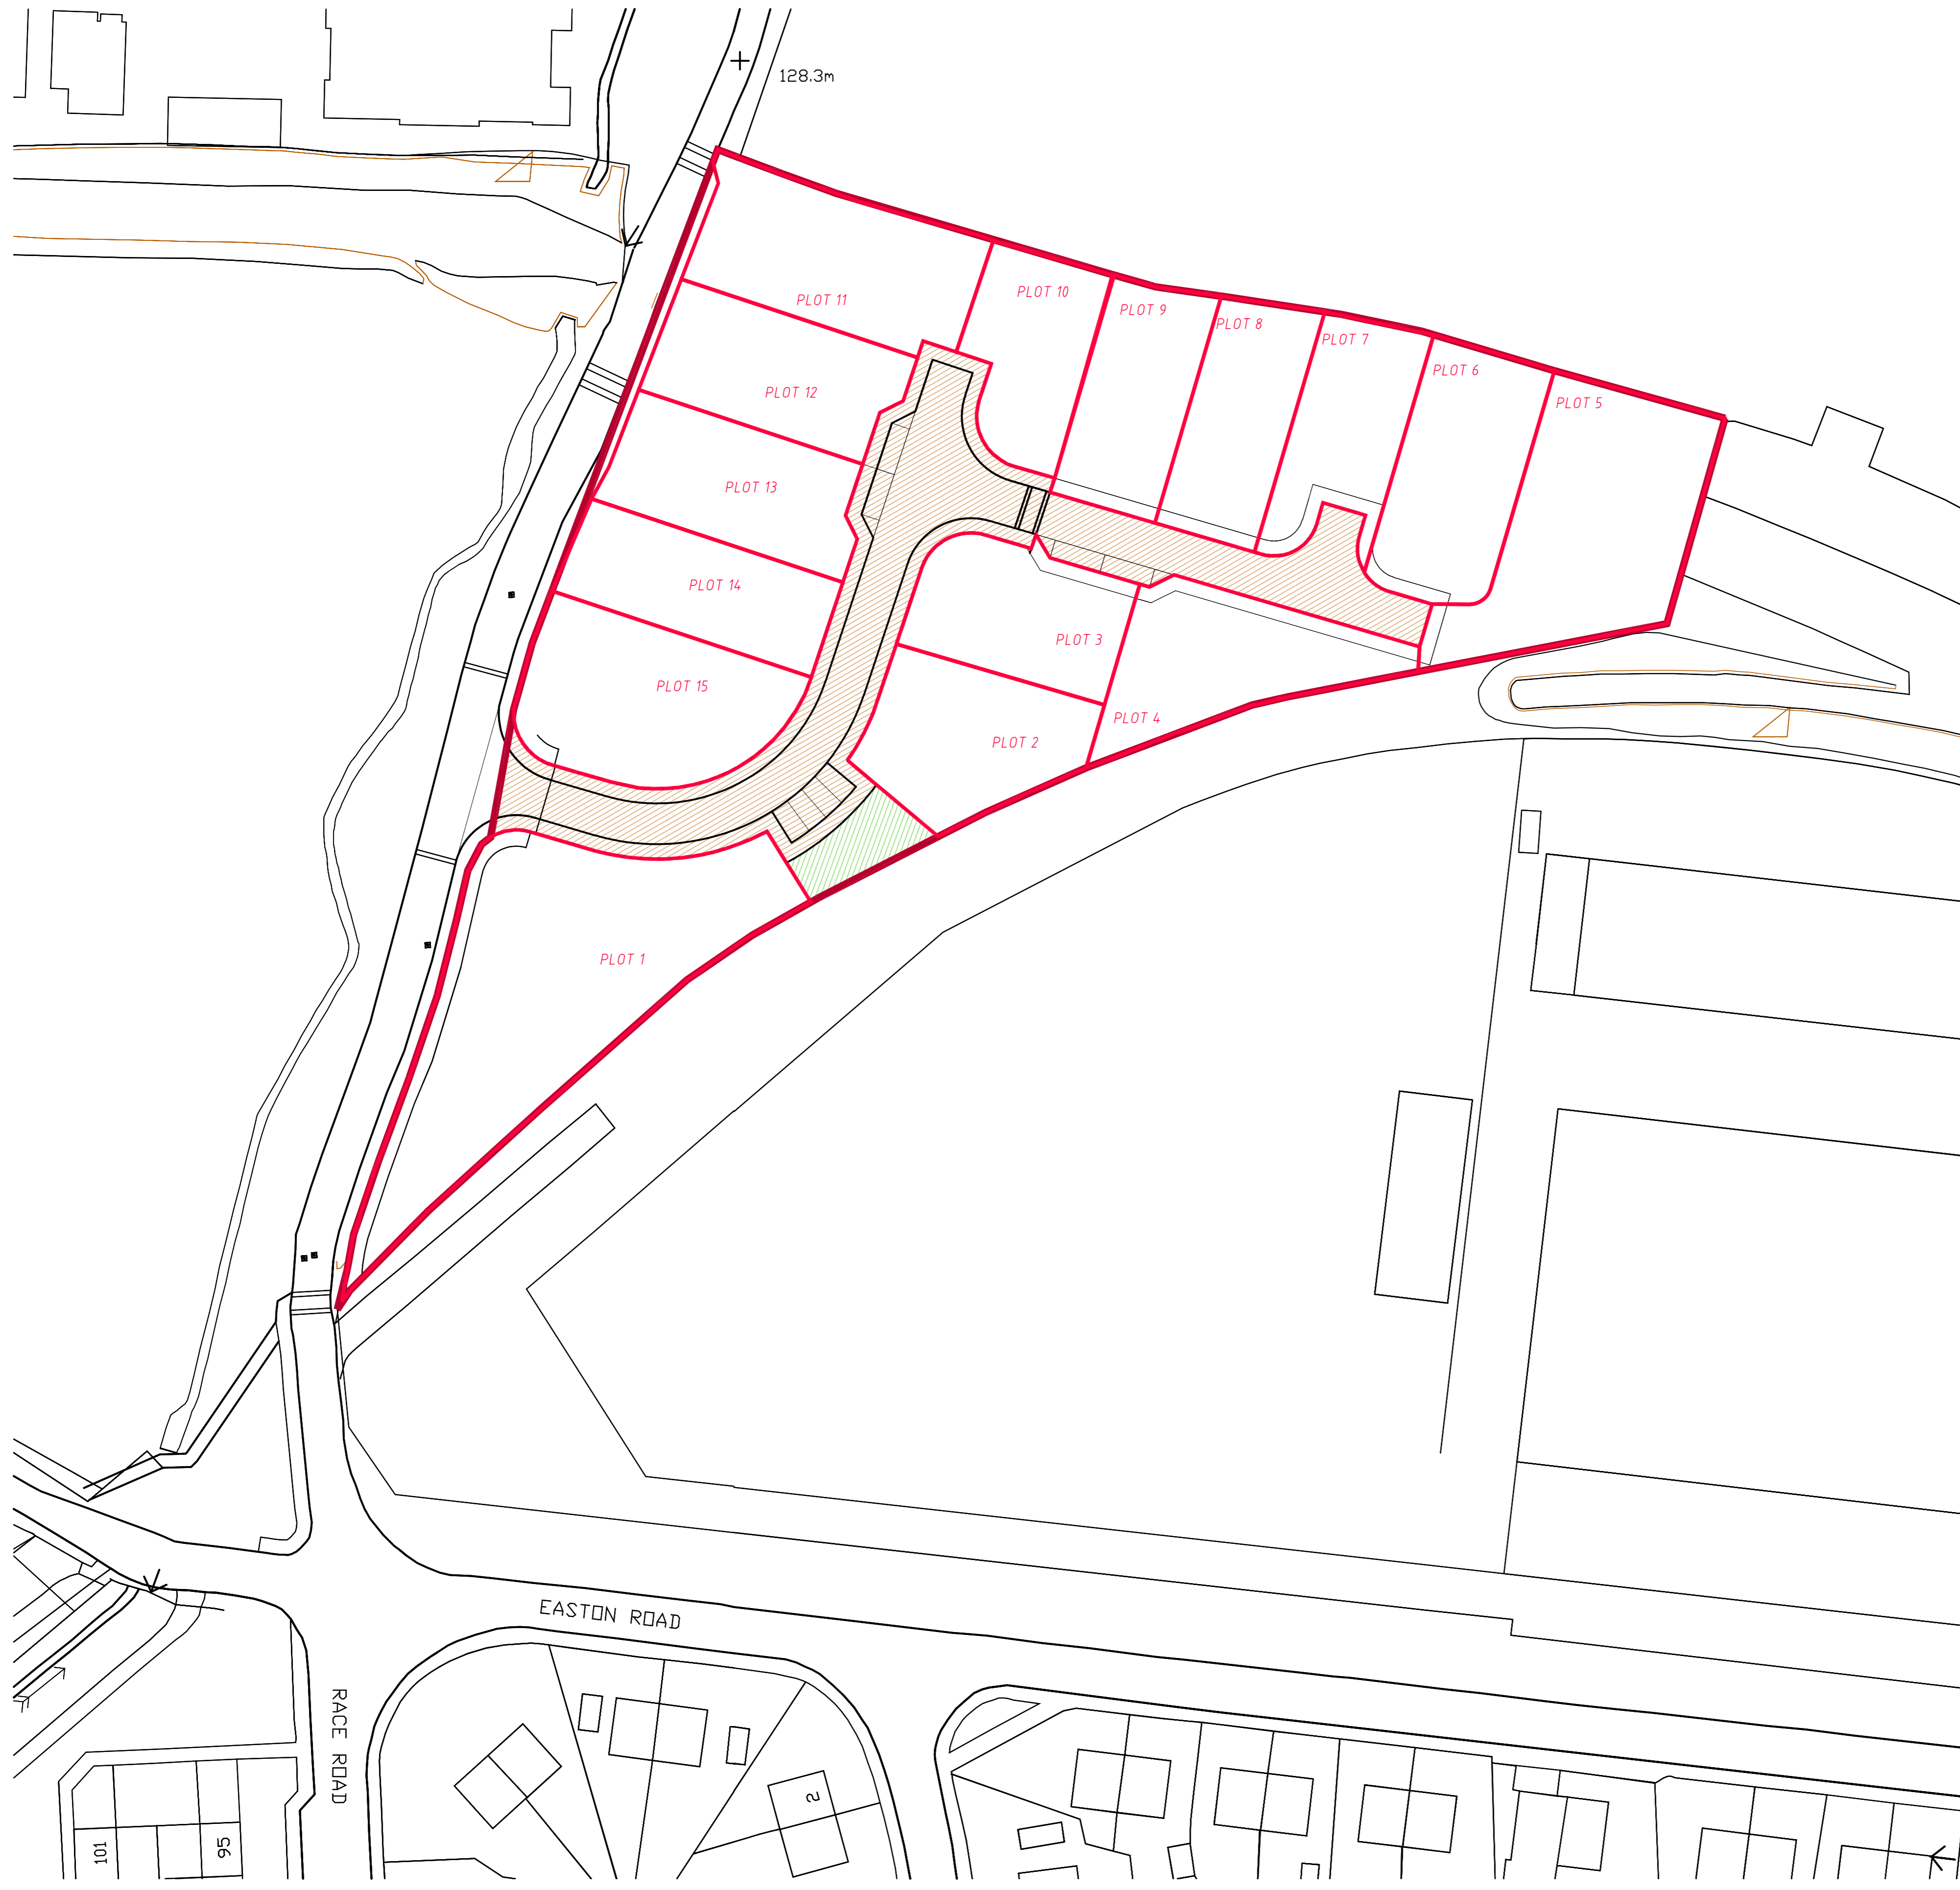 128.3m
PLOT 11
PLOT 10
PLOT 9
PLOT 8
PLOT 7
PLOT 6
PLOT 5
PLOT 12
PLOT 13
PLOT 14
PLOT 15
PLOT 3
PLOT 4
PLOT 2
PLOT 1
EASTON ROAD
RACE ROAD
101
95
2